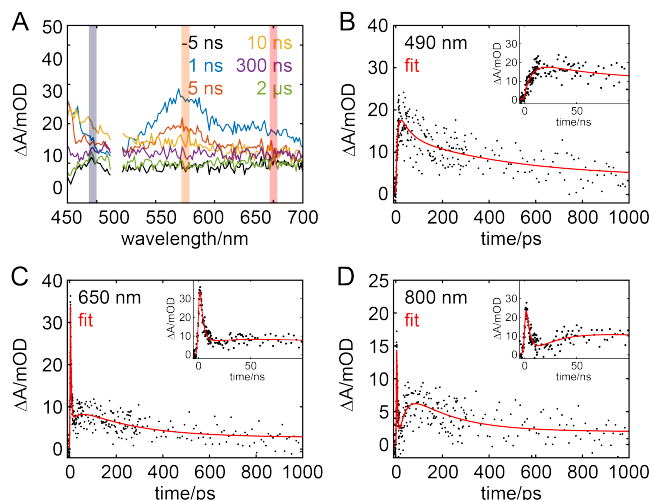 A
50
40
30
20
10
0
ΔA/mOD
-5 ns
10 ns
1 ns
300 ns
5 ns
2 µs
450
500
550
600
650
700
wavelength/nm
B
40
30
20
10
0
ΔA/mOD
490 nm
fit
30
20
10
0
ΔA/mOD
0
50
time/ns
0
200
400
600
800
1000
time/ps
C
40
30
20
10
0
ΔA/mOD
650 nm
fit
30
20
10
0
ΔA/mOD
0
50
time/ns
0
200
400
600
800
1000
time/ps
D
25
20
15
10
5
0
ΔA/mOD
800 nm
fit
30
20
10
0
ΔA/mOD
0
50
time/ns
0
200
400
600
800
1000
time/ps